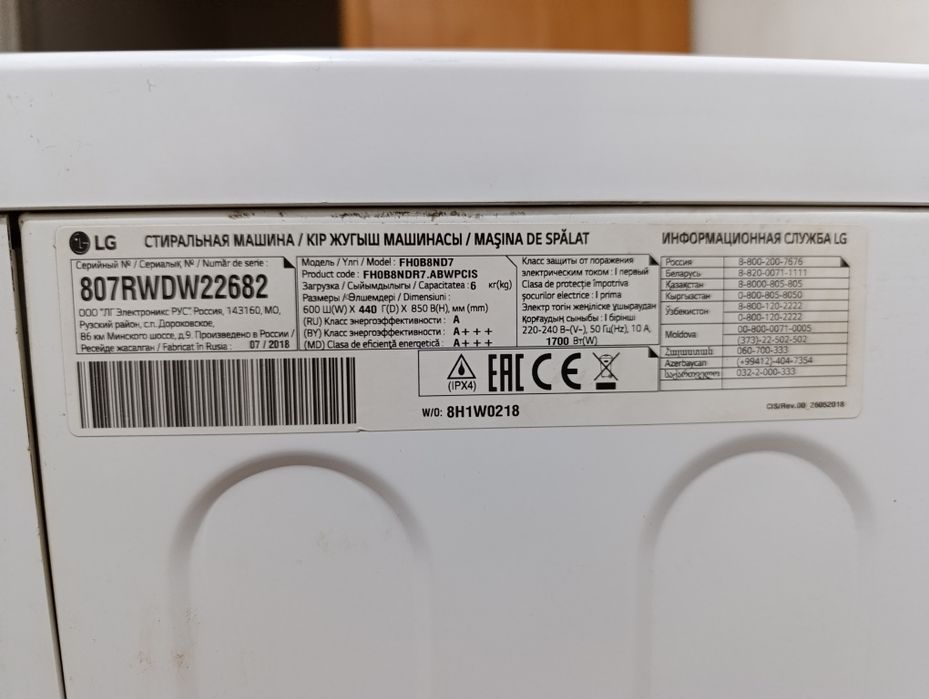 LG СТИРАЛЬНАЯ МАШИНА / КІР ЖУҒЫШ МАШИНАСЫ / MAŞINA DE SPĂLAT
ИНФОРМАЦИОННАЯ СЛУЖБА LG
Серийный № / Сериалық № / Număr de serie :
807RWDW22682
ООО "ЛГ Электроникс РУС". Россия, 143160, МО,
Рузский район, с.п. Дороховское,
86 км Минского шоссе, д.9. Произведено в России /
Ресейде жасалған / Fabricat în Rusia : 07 / 2018
Модель / Үлгі / Model : FH0B8ND7
Product code : FH0B8NDR7.ABWPCIS
Загрузка / Сыйымдылығы / Capacitatea : 6 кг(kg)
Размеры / Өлшемдері / Dimensiuni :
600 Ш(W) X 440 Г(D) X 850 В(H), мм (mm)
(RU) Класс энергоэффективности : A
(BY) Класс энергоэффективности : A+++
(MD) Clasa de eficiență energetică : A+++
Класс защиты от поражения
электрическим током : I первый
Clasa de protecție împotriva
șocurilor electrice : I prima
Электр тогін жеңіліске ұшыраудан
Қорғаудың сыныбы : I бірінші
220-240 В~(V~), 50 Гц(Hz), 10 A,
1700 Вт(W)
Россия 8-800-200-7676
Беларусь 8-820-0071-1111
Қазақстан 8-8000-805-805
Кыргызстан 0-800-805-8050
Ўзбекистон 8-800-120-2222
0-800-120-2222
Moldova 00-800-0071-0005
(373)-22-502-502
Հայաստան 060-700-333
Azerbaycan (+99412)-404-7354
საქართველო 032-2-000-333
(IPX4) EAC CE
W/O: 8H1W0218
CIS/Rev.00_26052018